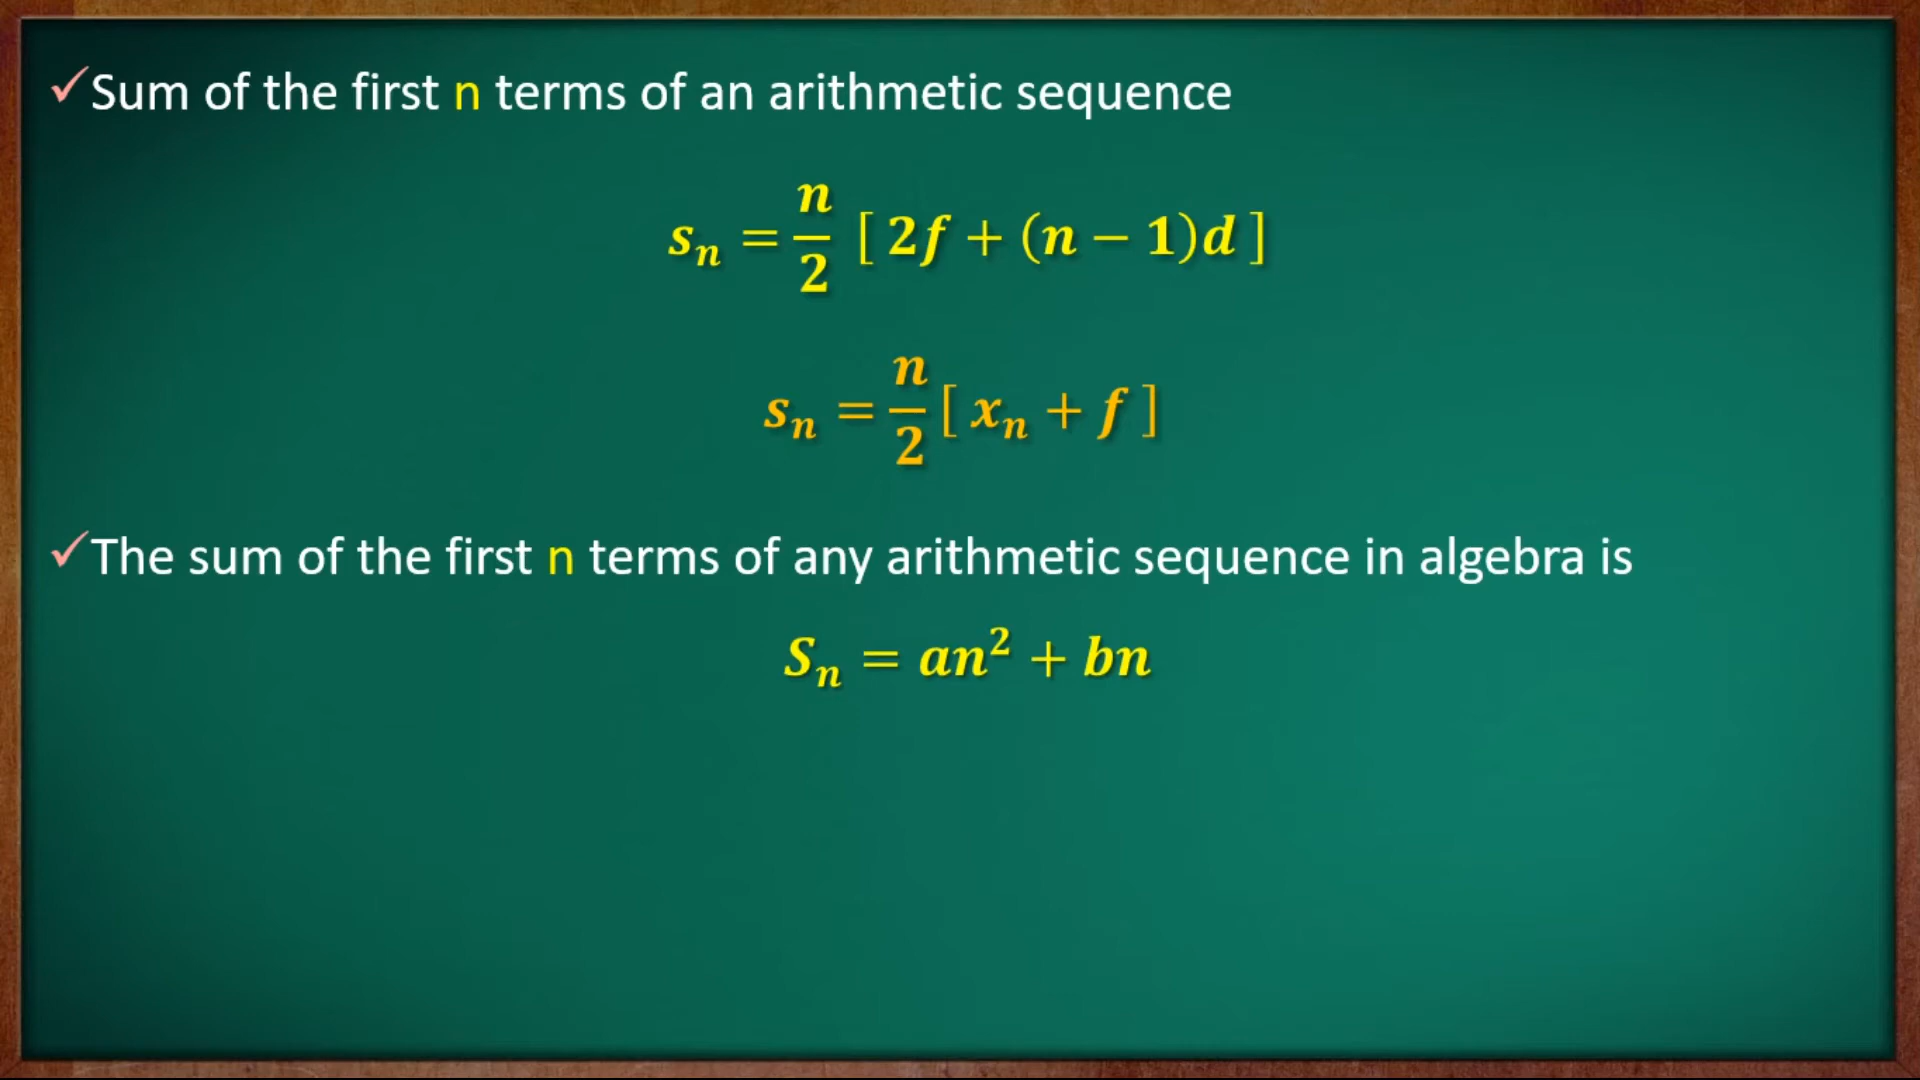 ✓Sum of the first n terms of an arithmetic sequence
sₙ = n/2 [ 2f + (n − 1)d ]
sₙ = n/2 [ xₙ + f ]
✓The sum of the first n terms of any arithmetic sequence in algebra is
Sₙ = an² + bn